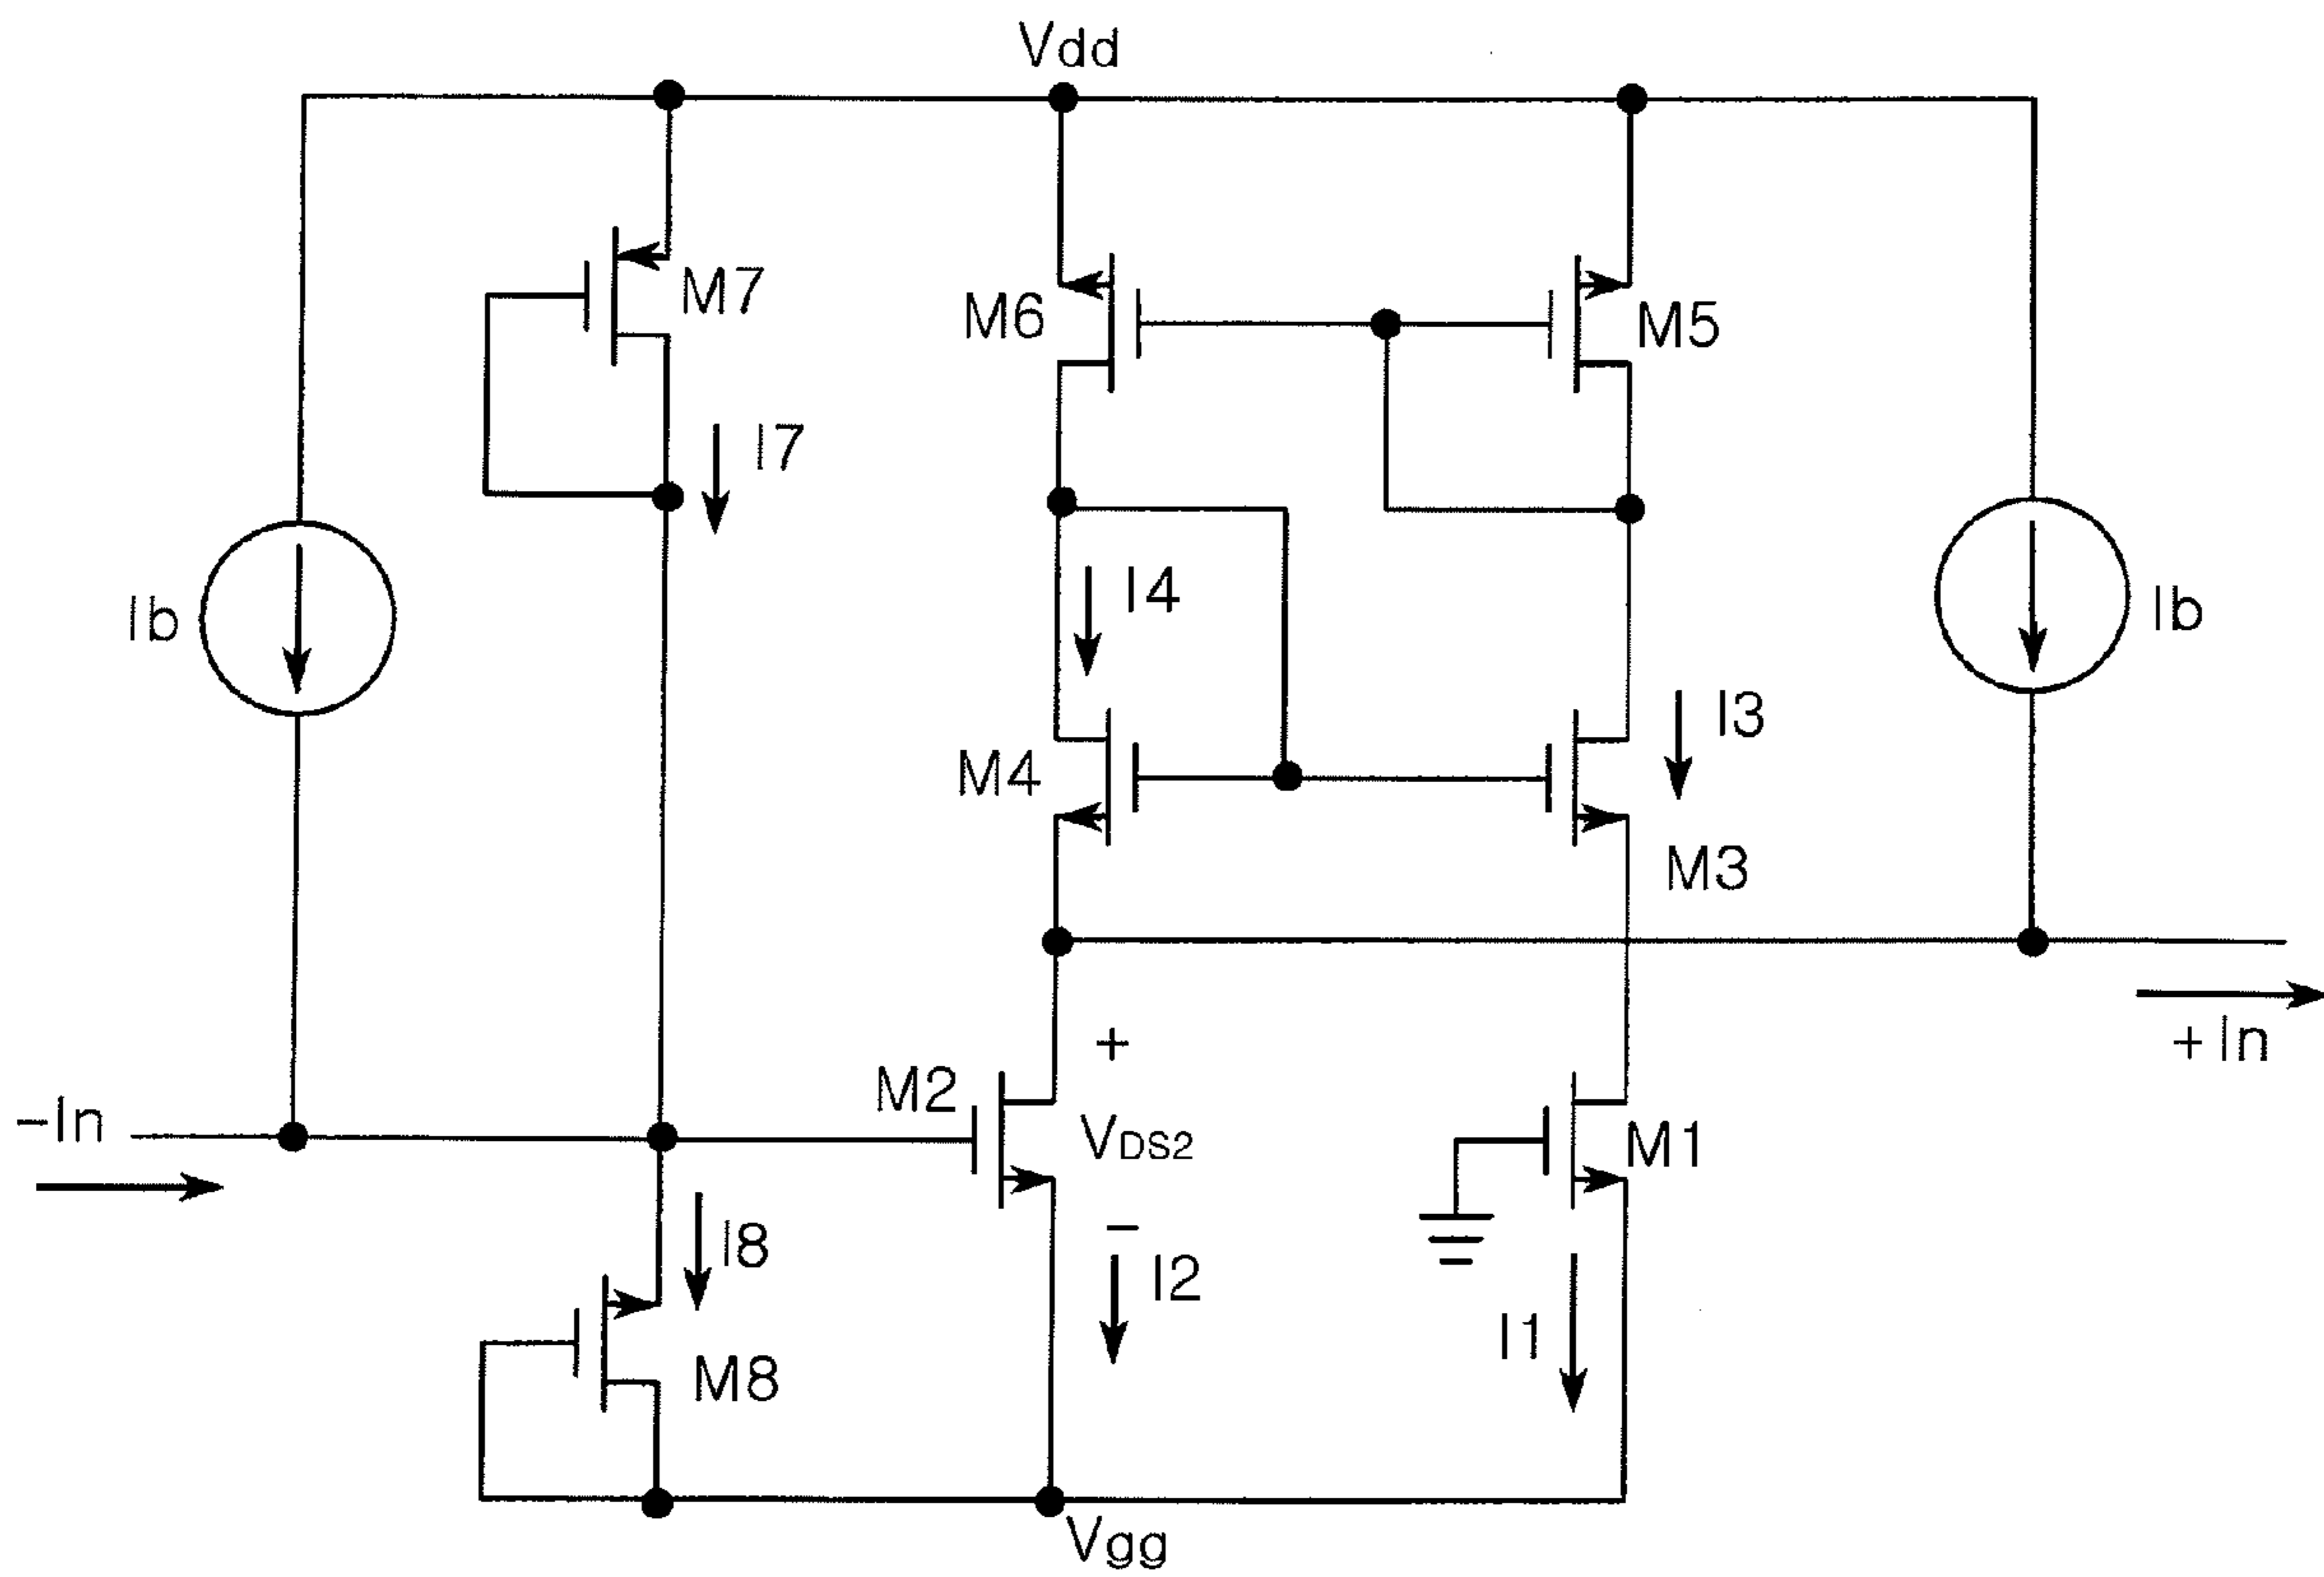 Vdd
M7
M6
M5
I7
Ib
I4
Ib
I3
M4
M3
+In
-In
M2
+
VDS2
−
M1
I8
I2
I1
M8
Vgg